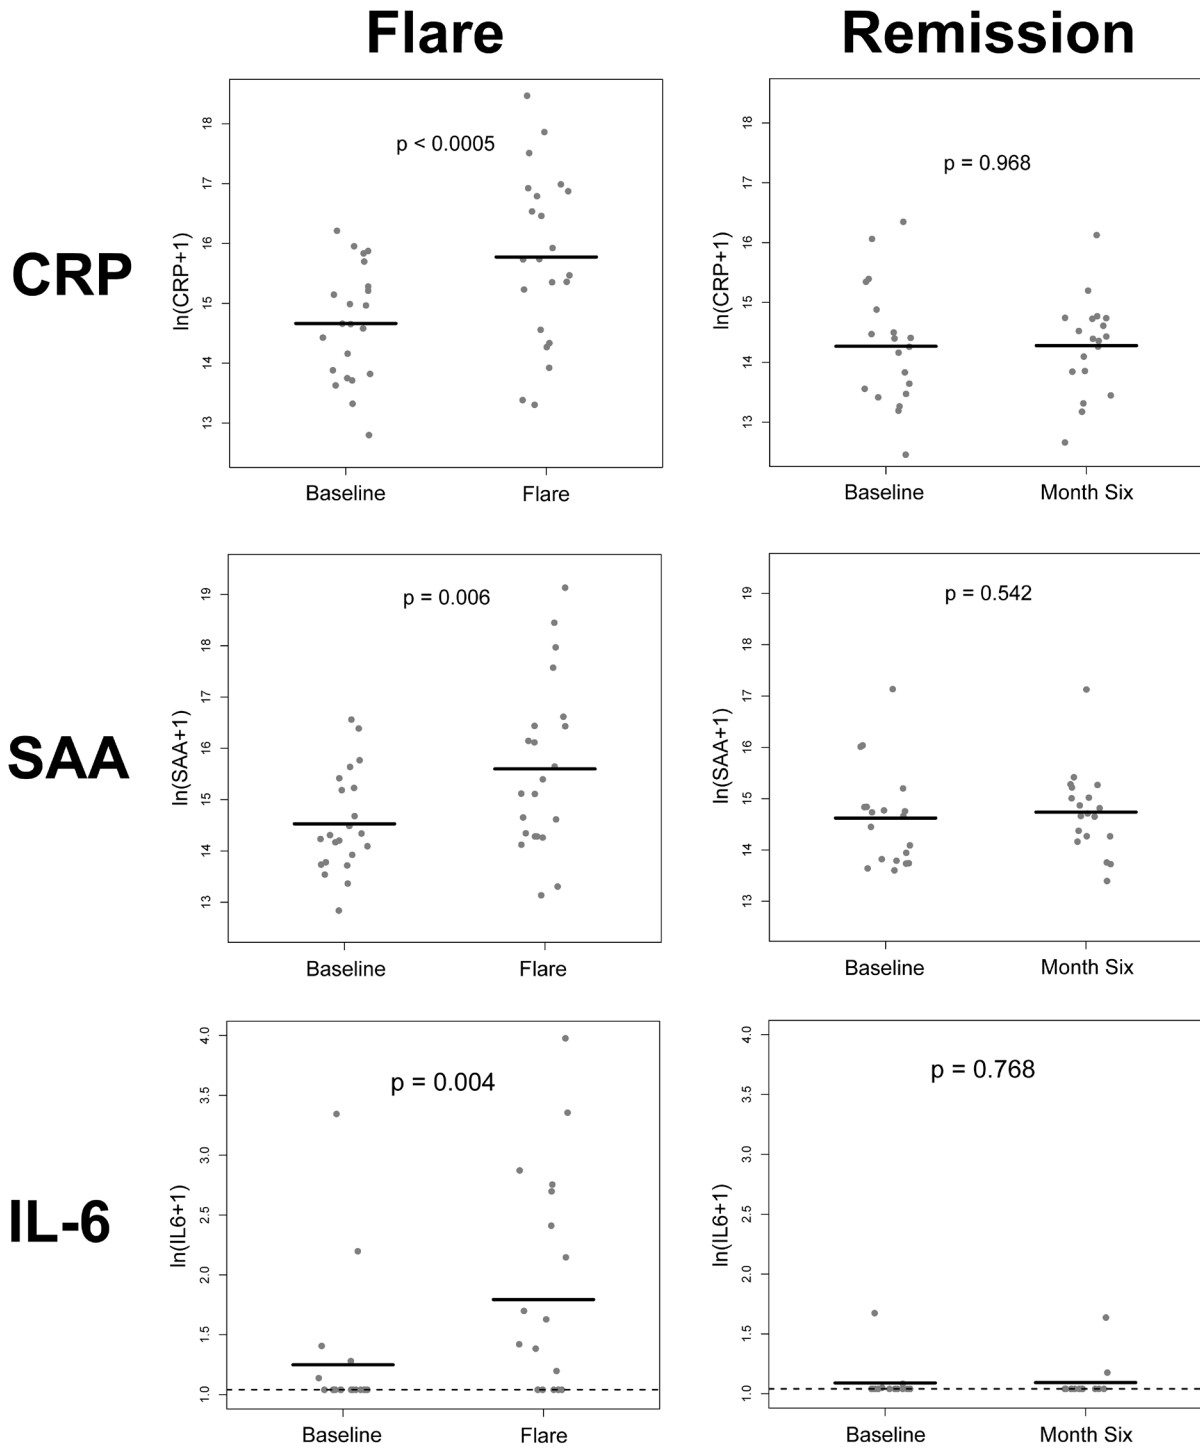 Flare Remission
CRP
ln(CRP+1)
18
17
16
15
14
13
p < 0.0005
Baseline Flare
ln(CRP+1)
18
17
16
15
14
13
p = 0.968
Baseline Month Six
SAA
ln(SAA+1)
19
18
17
16
15
14
13
p = 0.006
Baseline Flare
ln(SAA+1)
19
18
17
16
15
14
13
p = 0.542
Baseline Month Six
IL-6
ln(IL6+1)
4.0
3.5
3.0
2.5
2.0
1.5
1.0
p = 0.004
Baseline Flare
ln(IL6+1)
4.0
3.5
3.0
2.5
2.0
1.5
1.0
p = 0.768
Baseline Month Six